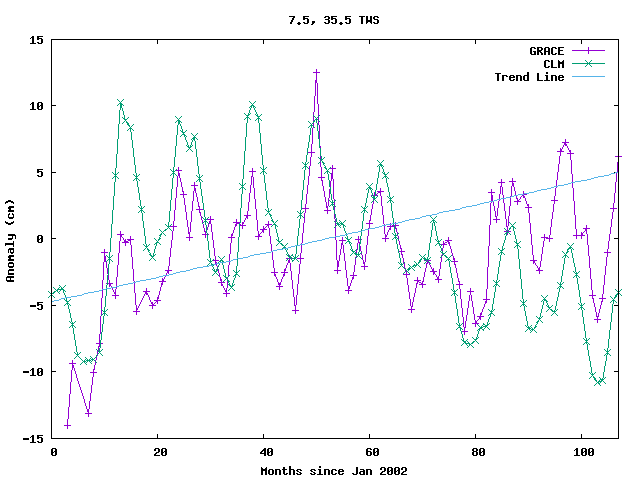 7.5, 35.5 TWS
GRACE
CLM
Trend Line
15
10
5
0
-5
-10
-15
Anomaly (cm)
0 20 40 60 80 100
Months since Jan 2002